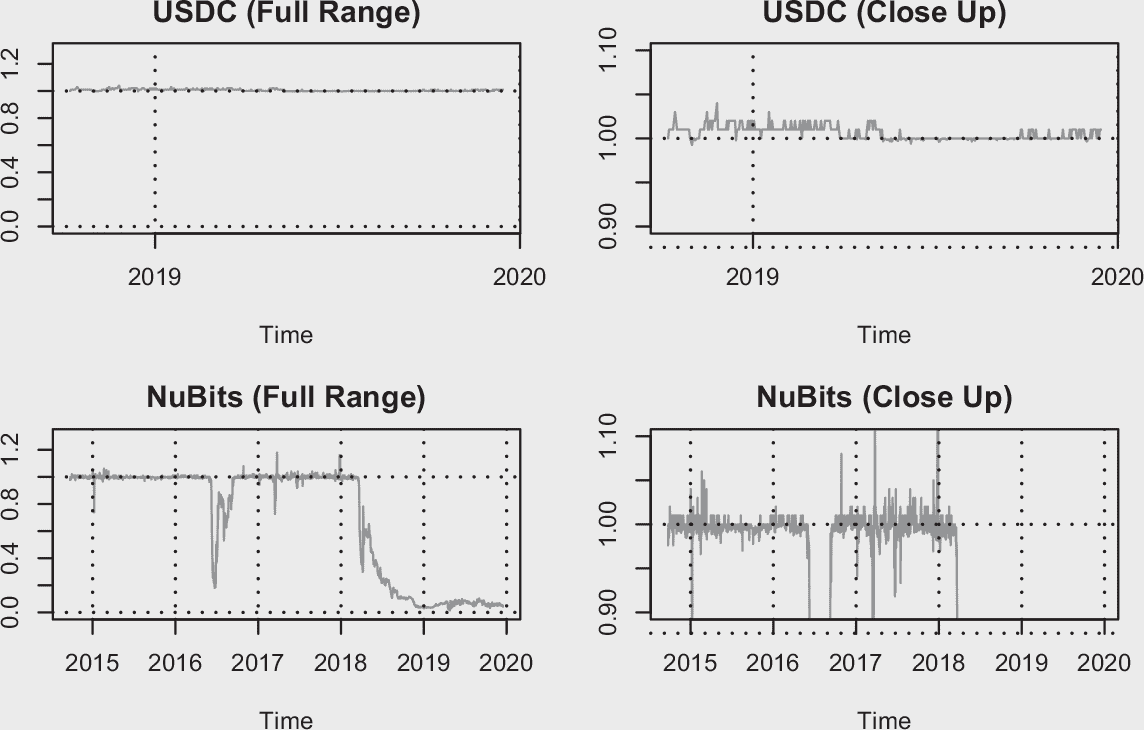 USDC (Full Range)
1.2
0.8
0.4
0.0
2019 2020
Time
USDC (Close Up)
1.10
1.00
0.90
2019 2020
Time
NuBits (Full Range)
1.2
0.8
0.4
0.0
2015 2016 2017 2018 2019 2020
Time
NuBits (Close Up)
1.10
1.00
0.90
2015 2016 2017 2018 2019 2020
Time